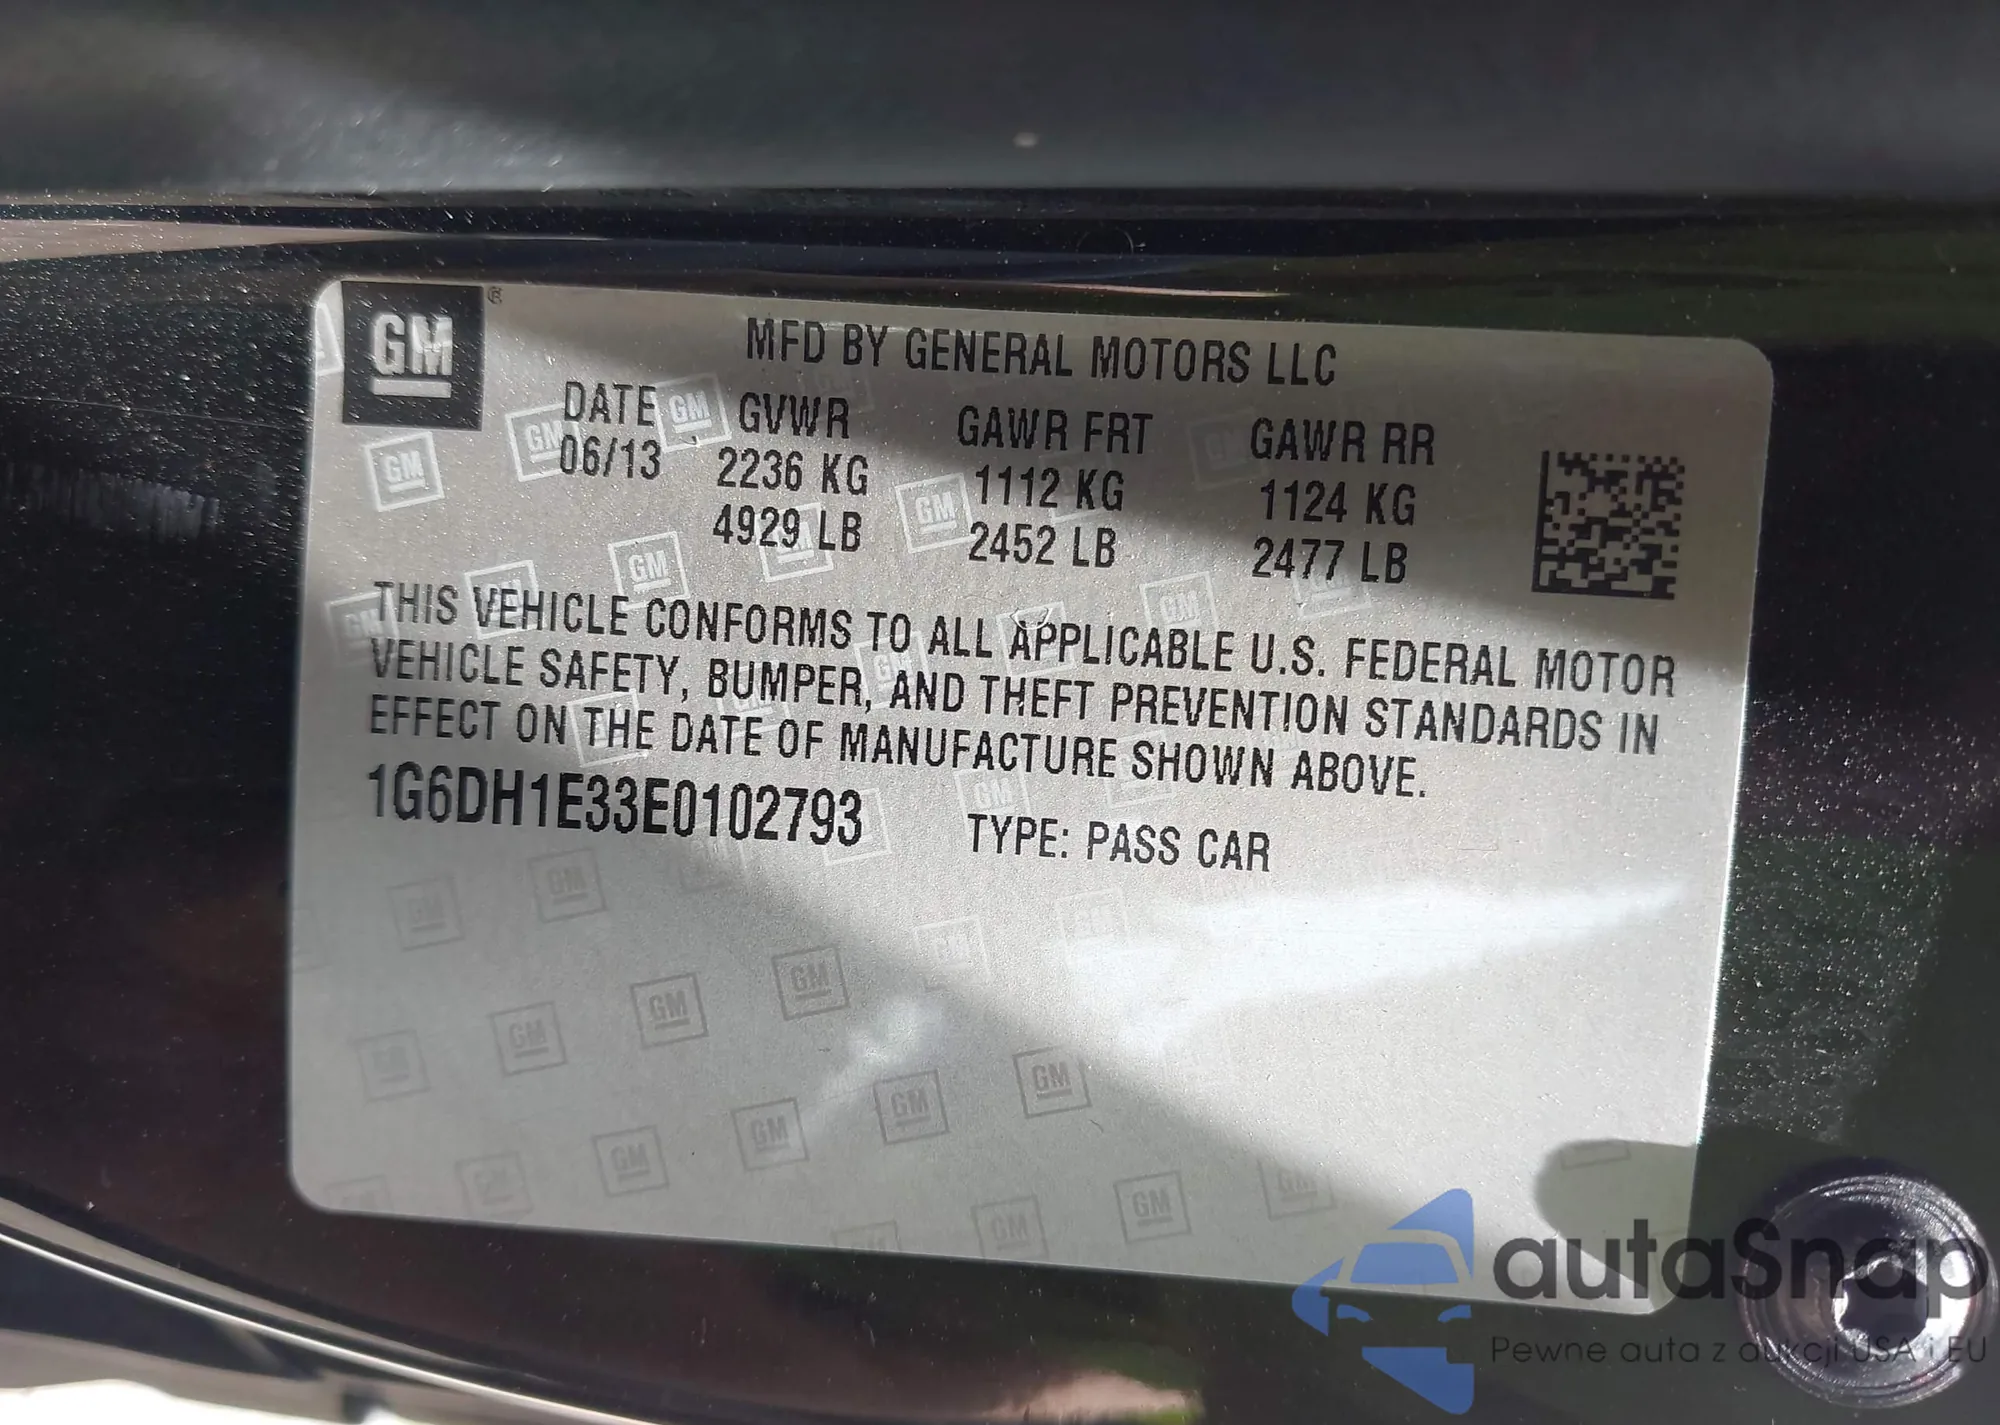 GM ®
MFD BY GENERAL MOTORS LLC
DATE GVWR GAWR FRT GAWR RR
06/13 2236 KG 1112 KG 1124 KG
4929 LB 2452 LB 2477 LB
THIS VEHICLE CONFORMS TO ALL APPLICABLE U.S. FEDERAL MOTOR
VEHICLE SAFETY, BUMPER, AND THEFT PREVENTION STANDARDS IN
EFFECT ON THE DATE OF MANUFACTURE SHOWN ABOVE.
1G6DH1E33E0102793 TYPE: PASS CAR
autaSnap
Pewne auta z aukcji USA i EU